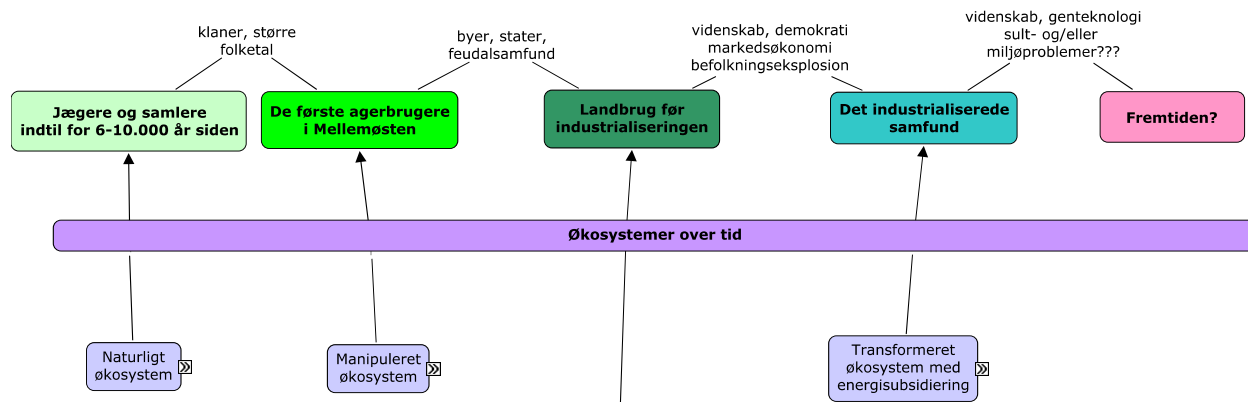 klaner, større
folketal
byer, stater,
feudalsamfund
videnskab, demokrati
markedsøkonomi
befolkningseksplosion
videnskab, genteknologi
sult- og/eller
miljøproblemer???
Jægere og samlere
indtil for 6-10.000 år siden
De første agerbrugere
i Mellemøsten
Landbrug før
industrialiseringen
Det industrialiserede
samfund
Fremtiden?
Økosystemer over tid
Naturligt
økosystem
Manipuleret
økosystem
Transformeret
økosystem med
energisubsidiering